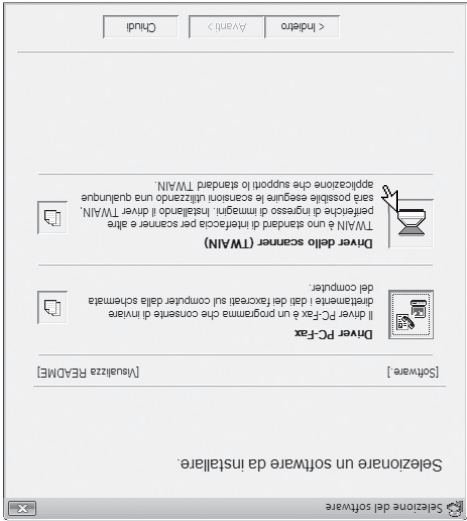 Selezione del software
Selezionare un software da installare.
[Software.] [Visualizza README]
Driver PC-Fax
Il driver PC-Fax è un programma che consente di inviare
direttamente i dati dei faxcreati sul computer dalla schemata
del computer.
Driver dello scanner (TWAIN)
TWAIN è uno standard di interfaccia per scanner e altre
periferiche di ingresso di immagini. Installando il driver TWAIN,
sarà possibile eseguire le scansioni utilizzando una qualunque
applicazione che supporti lo standard TWAIN.
< Indietro Avanti > Chiudi